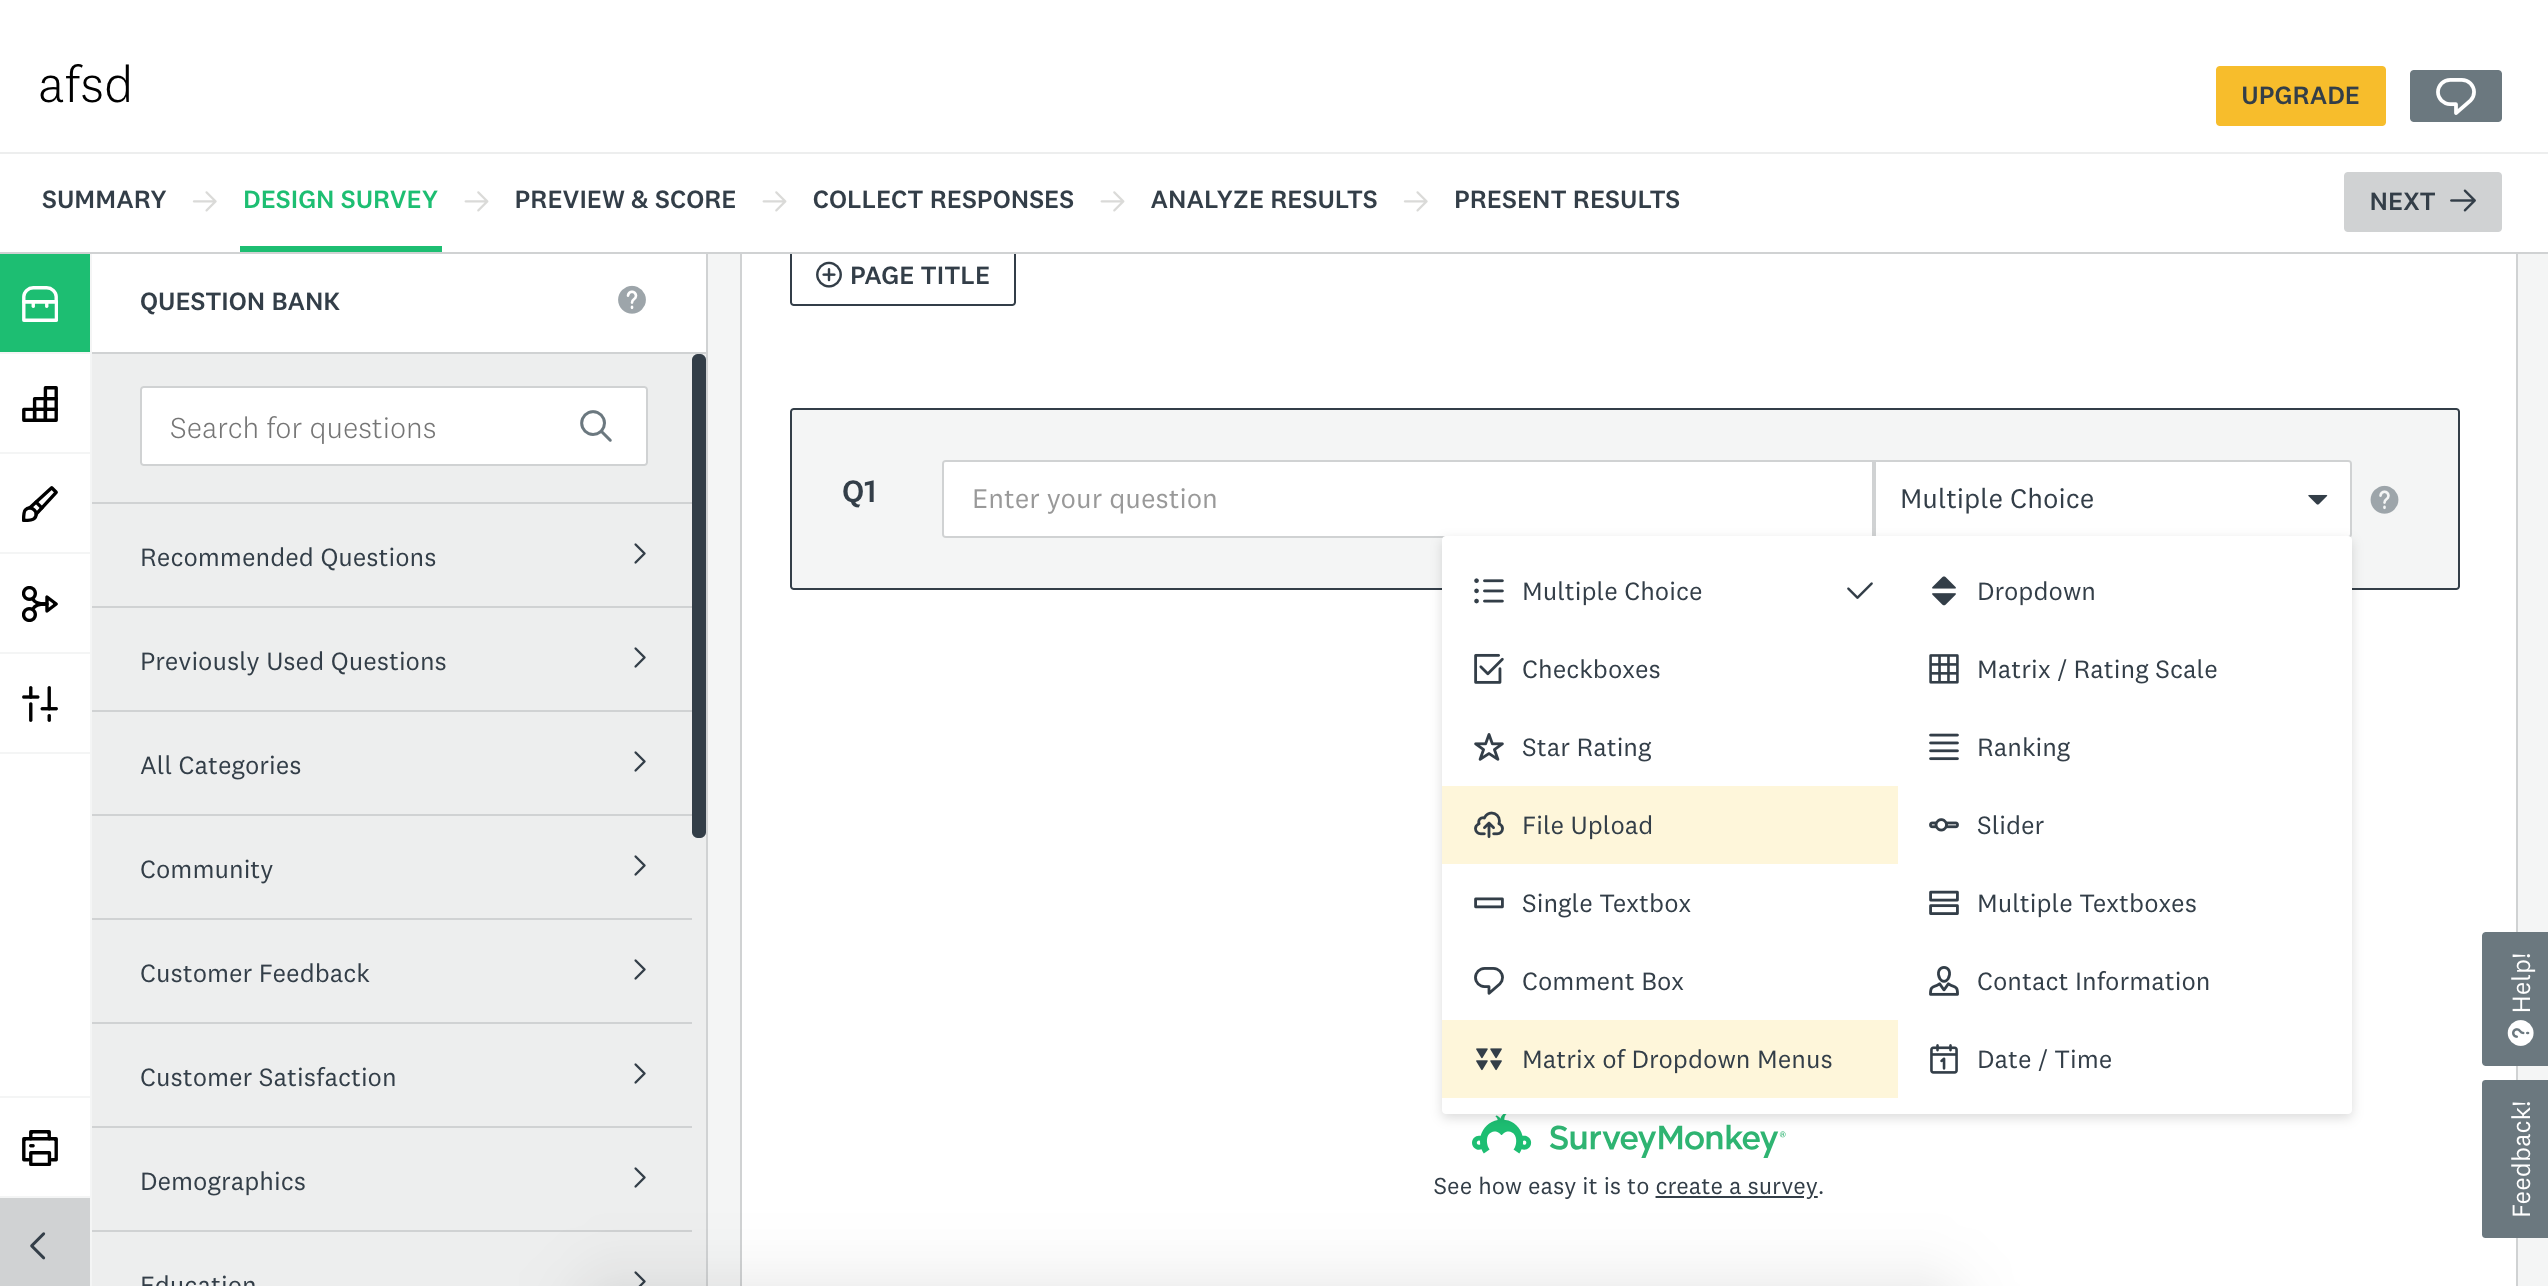 afsd
UPGRADE
SUMMARY
DESIGN SURVEY
PREVIEW & SCORE
COLLECT RESPONSES
ANALYZE RESULTS
PRESENT RESULTS
NEXT
QUESTION BANK
?
Search for questions
Recommended Questions
Previously Used Questions
All Categories
Community
Customer Feedback
Customer Satisfaction
Demographics
Education
PAGE TITLE
Q1
Enter your question
Multiple Choice
?
Multiple Choice
Dropdown
Checkboxes
Matrix / Rating Scale
Star Rating
Ranking
File Upload
Slider
Single Textbox
Multiple Textboxes
Comment Box
Contact Information
Matrix of Dropdown Menus
1
Date / Time
SurveyMonkey®
See how easy it is to create a survey.
? Help!
Feedback!